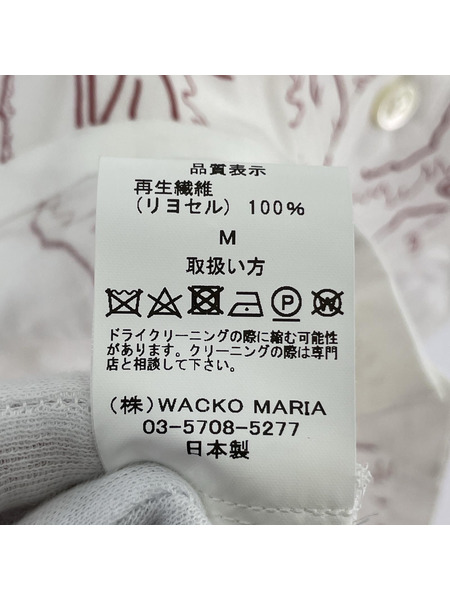 品質表示
再生繊維
(リヨセル) 100%
M
取扱い方
P W
ドライクリーニングの際に縮む可能性
があります。クリーニングの際は専門
店と相談して下さい。
(株)WACKO MARIA
03-5708-5277
日本製